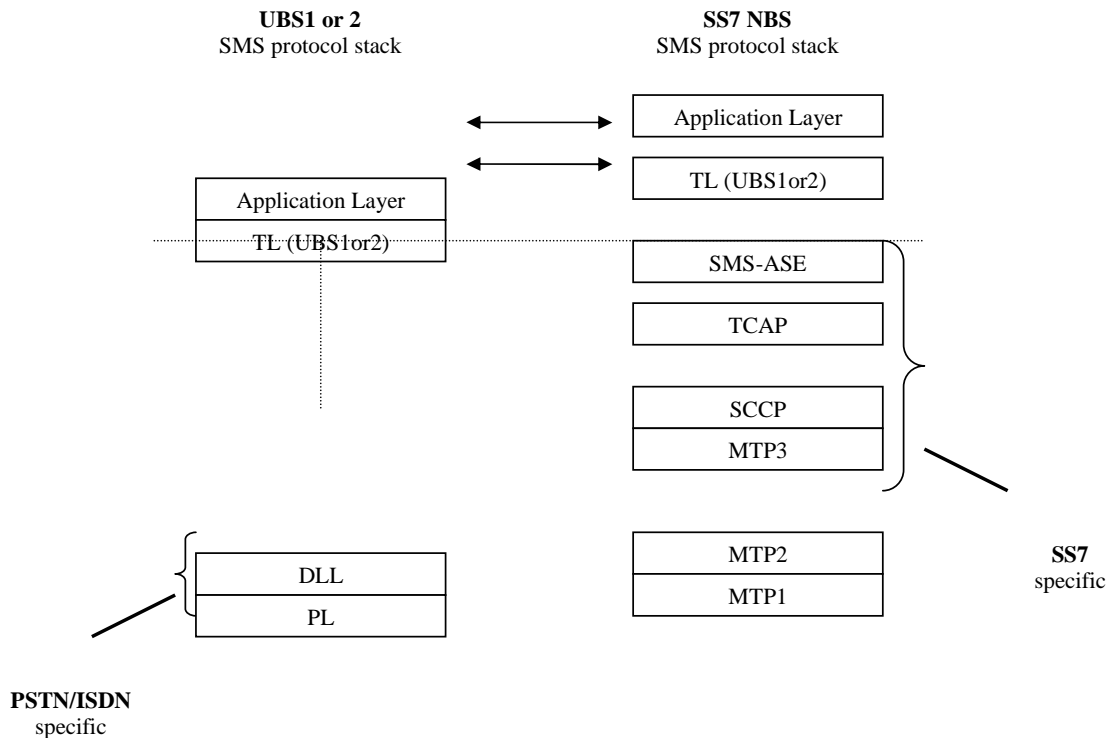 UBS1 or 2
SMS protocol stack
SS7 NBS
SMS protocol stack
Application Layer
TL (UBS1or2)
Application Layer
TL (UBS1or2)
SMS-ASE
TCAP
SCCP
MTP3
MTP2
MTP1
SS7
specific
DLL
PL
PSTN/ISDN
specific